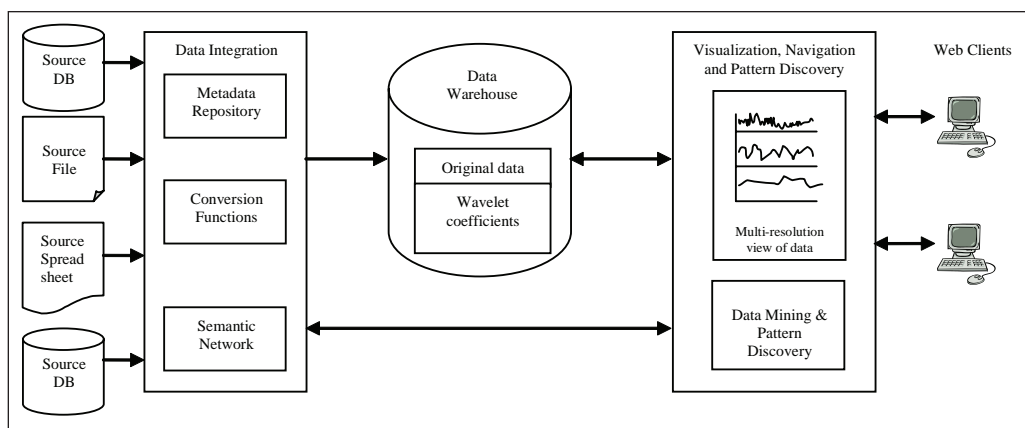 Source
DB
Source
File
Source
Spread
sheet
Source
DB
Data Integration
Metadata
Repository
Conversion
Functions
Semantic
Network
Data
Warehouse
Original data
Wavelet
coefficients
Visualization, Navigation
and Pattern Discovery
Multi-resolution
view of data
Data Mining &
Pattern
Discovery
Web Clients